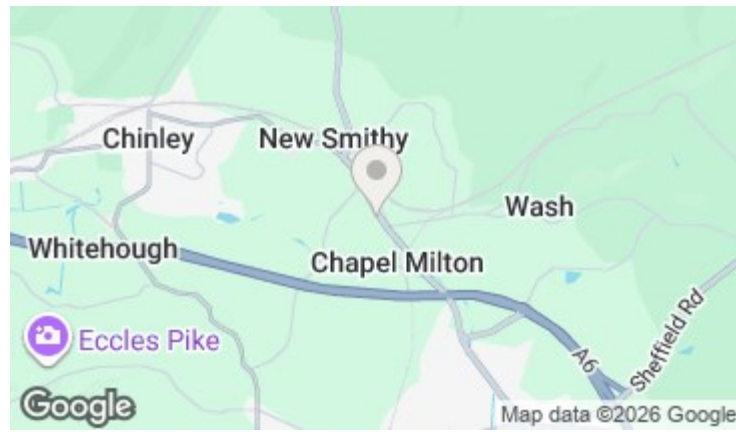 Chinley
New Smithy
Wash
Whitehough
Chapel Milton
Eccles Pike
A6
Sheffield Rd
Google
Map data ©2026 Google